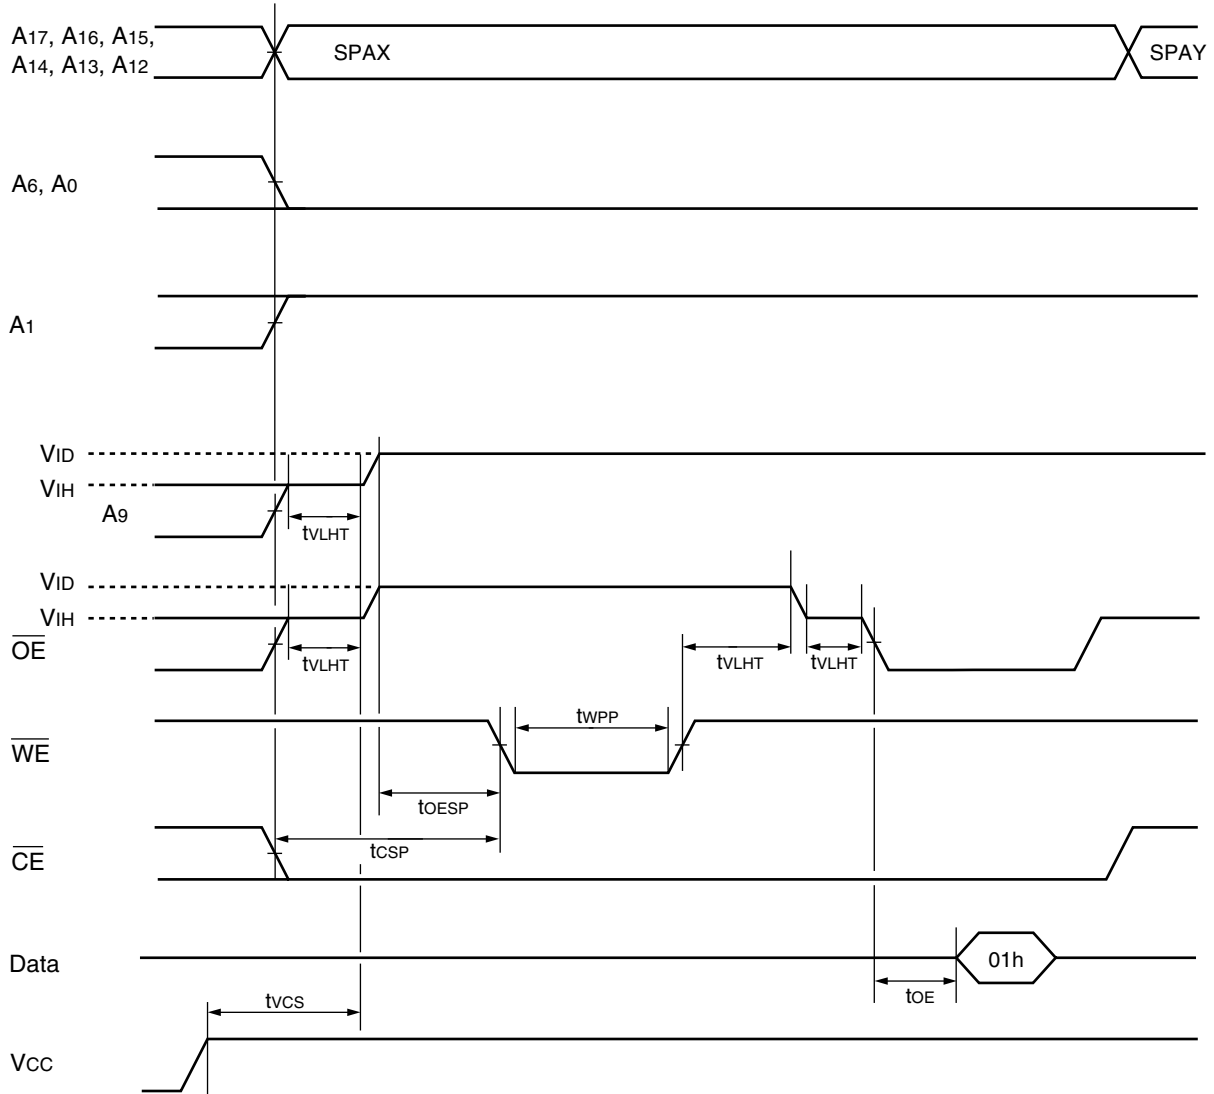 A17, A16, A15,
A14, A13, A12
SPAX
SPAY
A6, A0
A1
VID
VIH
A9
tVLHT
VID
VIH
OE
tVLHT
tVLHT
tVLHT
WE
tWPP
tOESP
CE
tCSP
Data
01h
tOE
tVCS
VCC